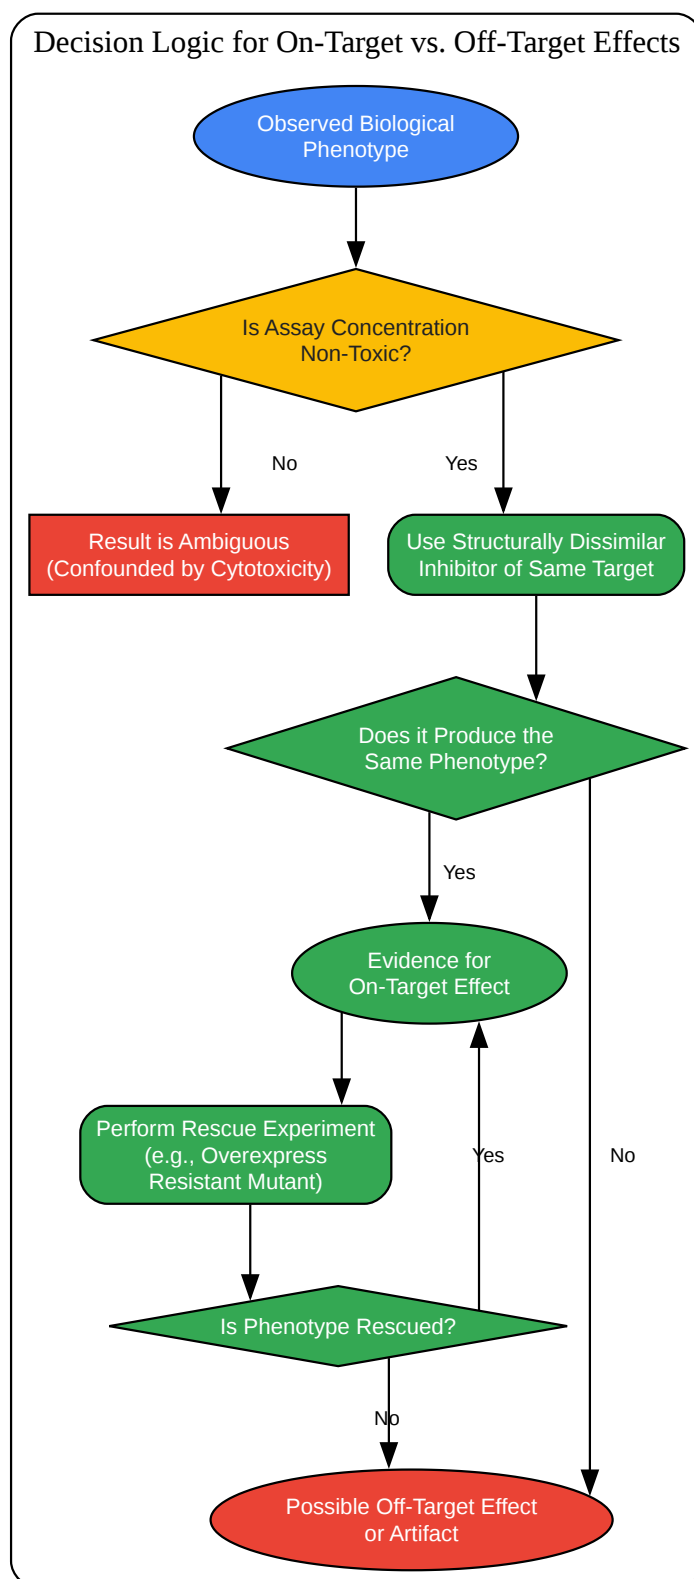 Decision Logic for On-Target vs. Off-Target Effects
Observed Biological
Phenotype
Is Assay Concentration
Non-Toxic?
No
Yes
Result is Ambiguous
(Confounded by Cytotoxicity)
Use Structurally Dissimilar
Inhibitor of Same Target
Does it Produce the
Same Phenotype?
Yes
Evidence for
On-Target Effect
Perform Rescue Experiment
(e.g., Overexpress
Resistant Mutant)
Yes
No
Is Phenotype Rescued?
No
Possible Off-Target Effect
or Artifact